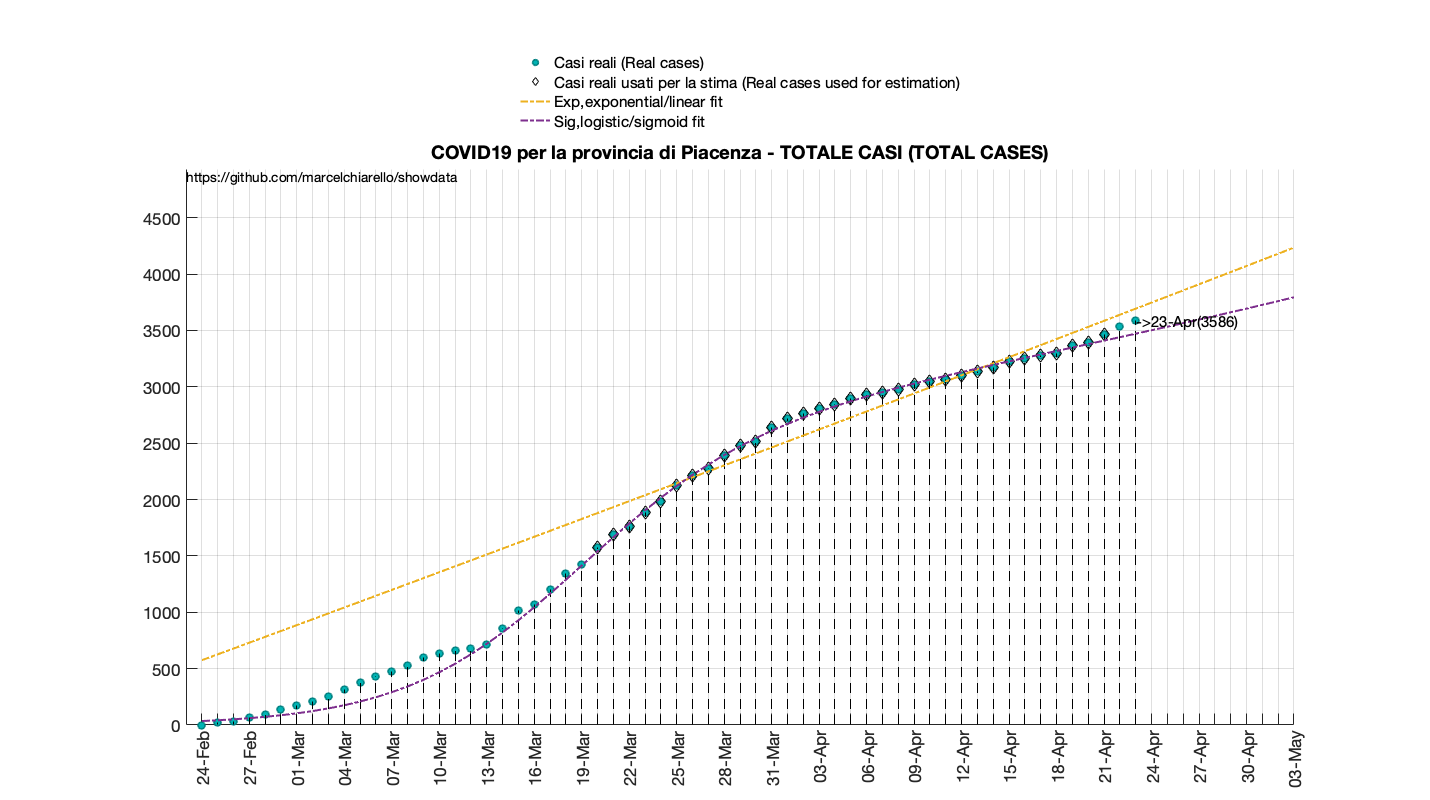 Casi reali (Real cases)
Casi reali usati per la stima (Real cases used for estimation)
Exp,exponential/linear fit
Sig,logistic/sigmoid fit
COVID19 per la provincia di Piacenza - TOTALE CASI (TOTAL CASES)
https://github.com/marcelchiarello/showdata
4500
4000
3500
3000
2500
2000
1500
1000
500
0
->23-Apr(3586)
24-Feb
27-Feb
01-Mar
04-Mar
07-Mar
10-Mar
13-Mar
16-Mar
19-Mar
22-Mar
25-Mar
28-Mar
31-Mar
03-Apr
06-Apr
09-Apr
12-Apr
15-Apr
18-Apr
21-Apr
24-Apr
27-Apr
30-Apr
03-May